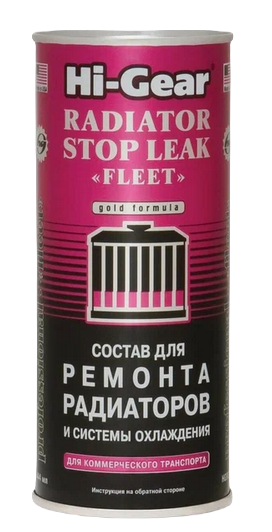 Hi-Gear®
RADIATOR
STOP LEAK
«FLEET»
gold formula
СОСТАВ ДЛЯ
РЕМОНТА
РАДИАТОРОВ
И СИСТЕМЫ ОХЛАЖДЕНИЯ
ДЛЯ КОММЕРЧЕСКОГО ТРАНСПОРТА
Инструкция на обратной стороне